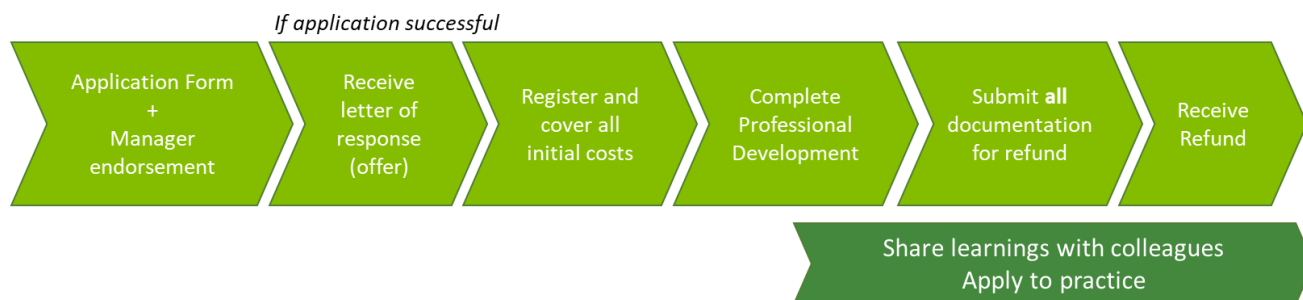 If application successful
Application Form
+
Manager
endorsement
Receive
letter of
response
(offer)
Register and
cover all
initial costs
Complete
Professional
Development
Submit all
documentation
for refund
Receive
Refund
Share learnings with colleagues
Apply to practice